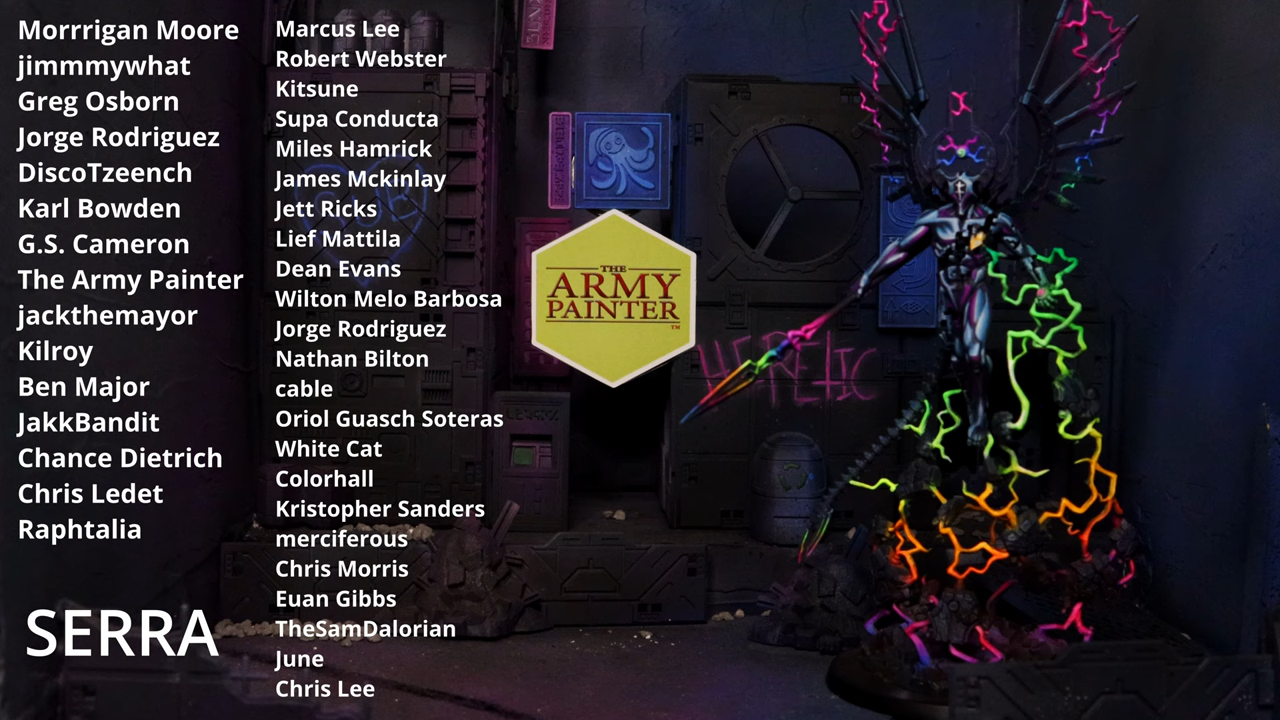 Morrrigan Moore
jimmmywhat
Greg Osborn
Jorge Rodriguez
DiscoTzeench
Karl Bowden
G.S. Cameron
The Army Painter
jackthemayor
Kilroy
Ben Major
JakkBandit
Chance Dietrich
Chris Ledet
Raphtalia
SERRA
Marcus Lee
Robert Webster
Kitsune
Supa Conducta
Miles Hamrick
James Mckinlay
Jett Ricks
Lief Mattila
Dean Evans
Wilton Melo Barbosa
Jorge Rodriguez
Nathan Bilton
cable
Oriol Guasch Soteras
White Cat
Colorhall
Kristopher Sanders
merciferous
Chris Morris
Euan Gibbs
TheSamDalorian
June
Chris Lee
THE
ARMY
PAINTER
TM
HERETIC